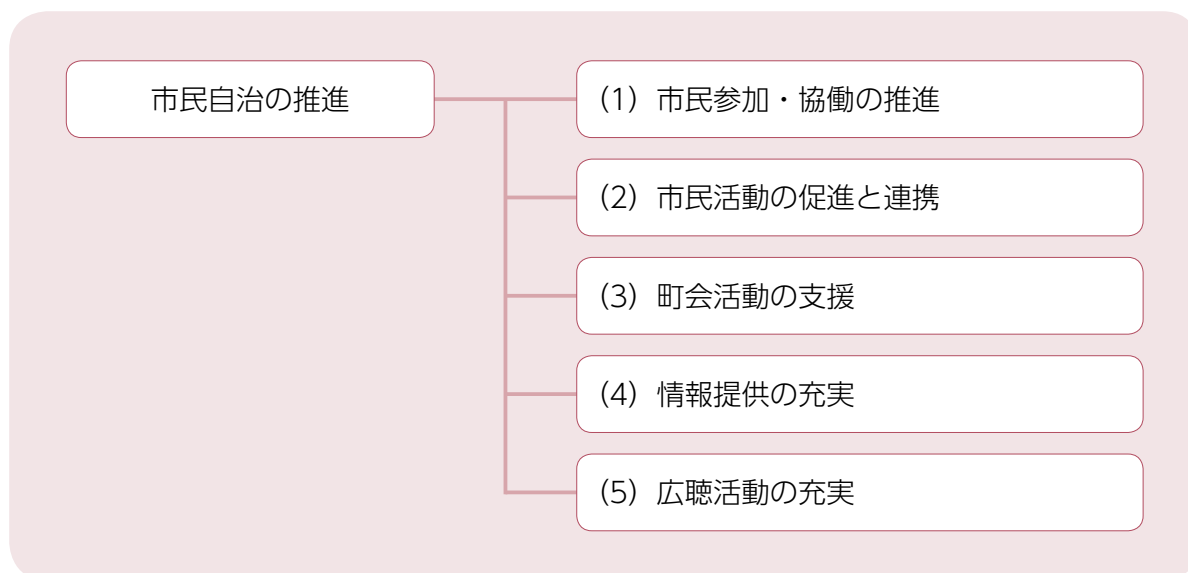 市民自治の推進
(1) 市民参加・協働の推進
(2) 市民活動の促進と連携
(3) 町会活動の支援
(4) 情報提供の充実
(5) 広聴活動の充実